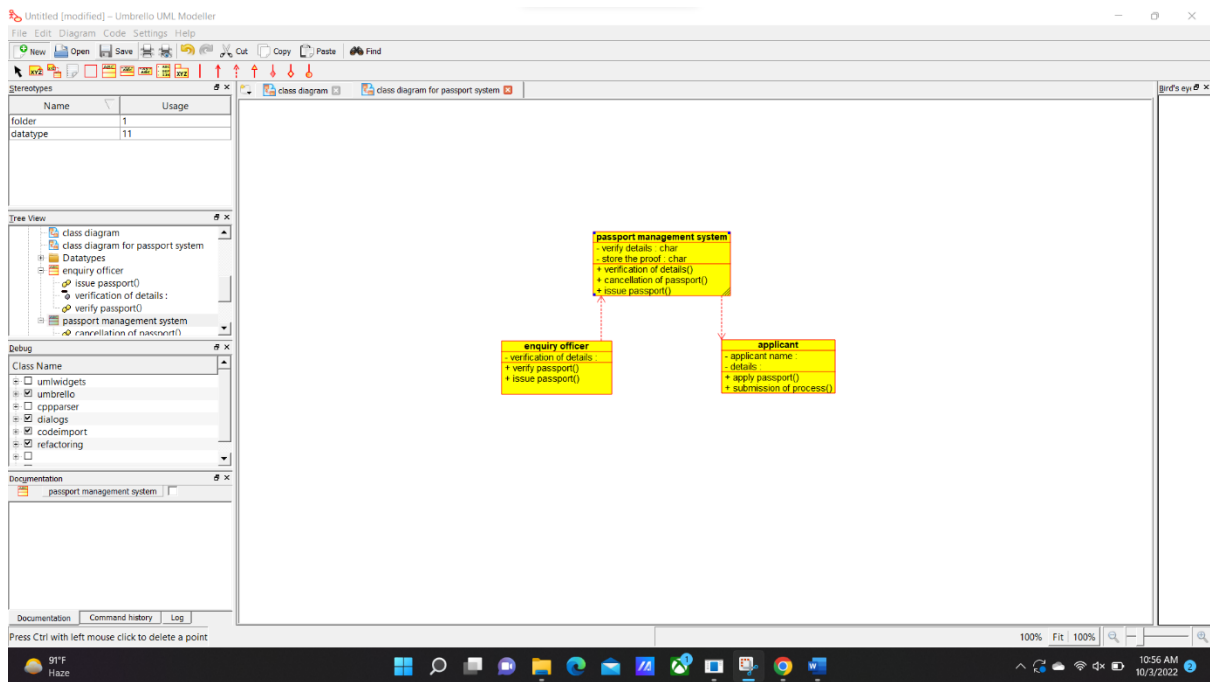 Untitled [modified] – Umbrello UML Modeller
File Edit Diagram Code Settings Help
New Open Save Cut Copy Paste Find
Stereotypes
class diagram class diagram for passport system
Bird's eye
Name Usage
folder 1
datatype 11
Tree View
class diagram
class diagram for passport system
Datatypes
enquiry officer
issue passport()
verification of details :
verify passport()
passport management system
cancellation of passport()
passport management system
- verify details : char
- store the proof : char
+ verification of details()
+ cancellation of passport()
+ issue passport()
enquiry officer
- verification of details :
+ verify passport()
+ issue passport()
applicant
- applicant name :
- details :
+ apply passport()
+ submission of process()
Debug
Class Name
umlwidgets
umbrello
cppparser
dialogs
codeimport
refactoring
Documentation
passport management system
Documentation Command history Log
Press Ctrl with left mouse click to delete a point
100% Fit 100%
91°F
Haze
10:56 AM
10/3/2022
2